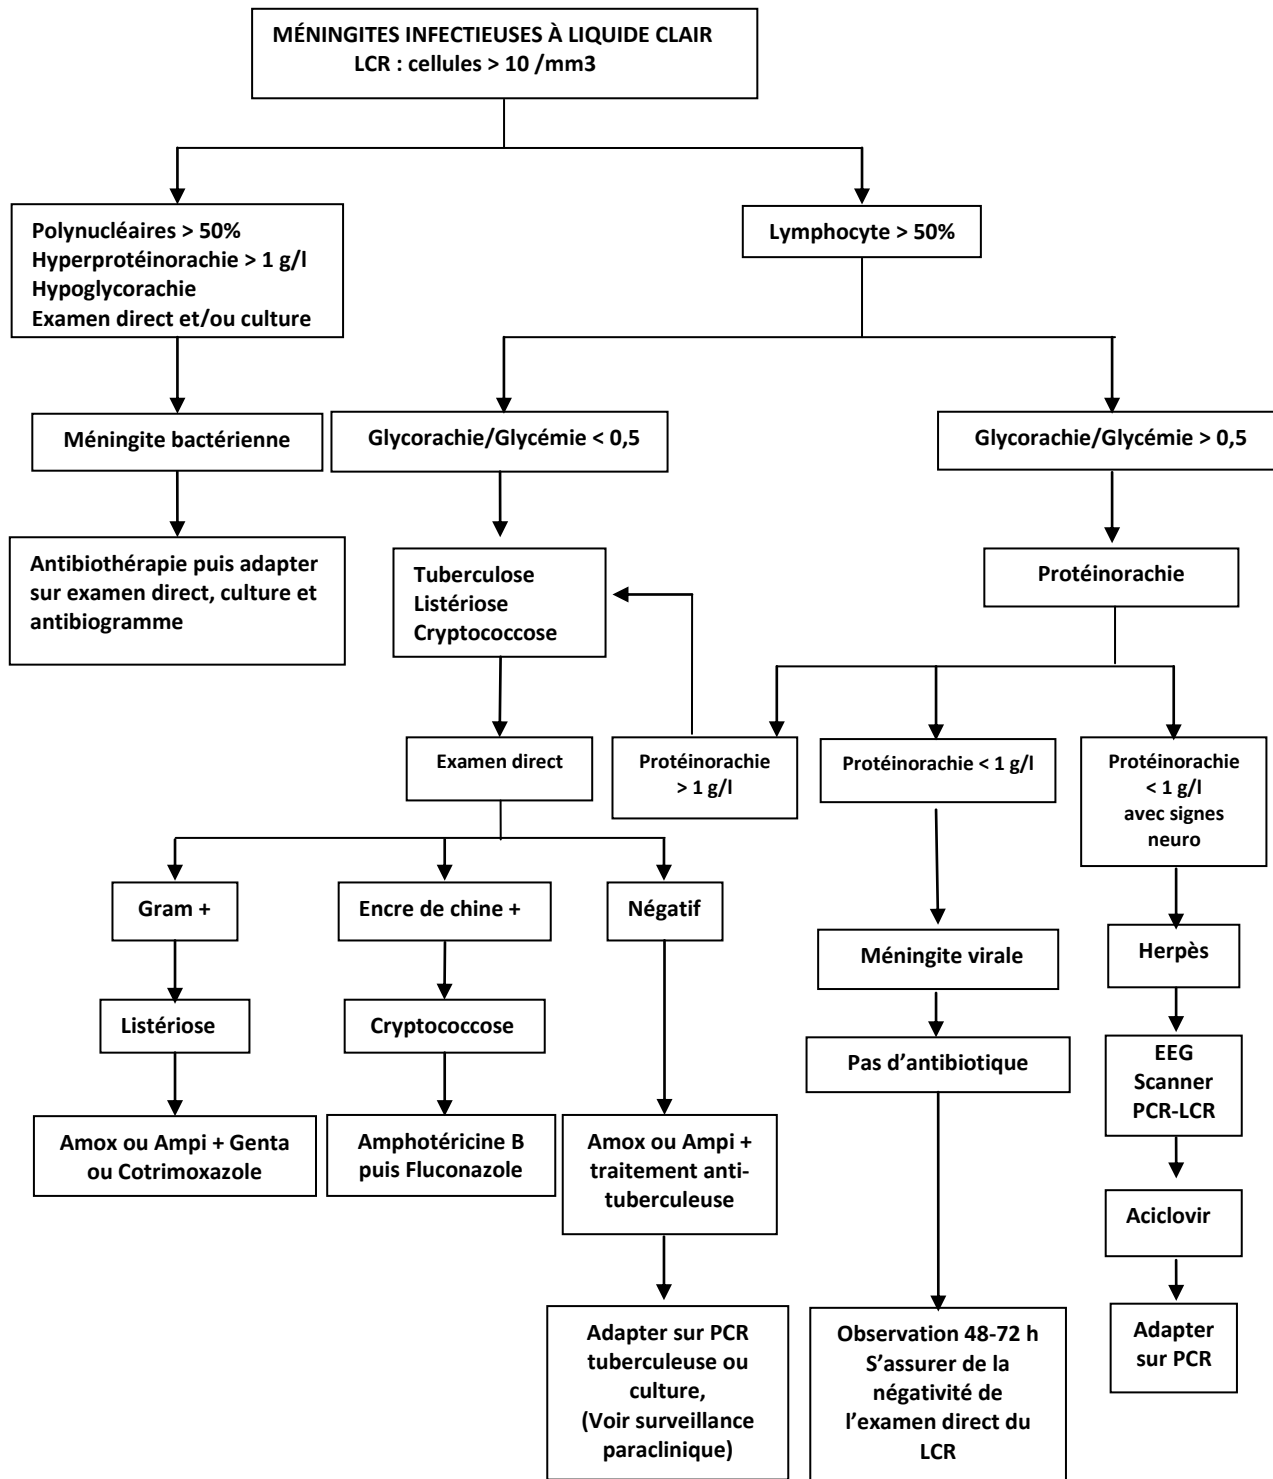 MÉNINGITES INFECTIEUSES À LIQUIDE CLAIR
LCR : cellules > 10 /mm3
Polynucléaires > 50%
Hyperprotéinorachie > 1 g/l
Hypoglycorachie
Examen direct et/ou culture
Lymphocyte > 50%
Méningite bactérienne
Glycorachie/Glycémie < 0,5
Glycorachie/Glycémie > 0,5
Antibiothérapie puis adapter
sur examen direct, culture et
antibiogramme
Tuberculose
Listériose
Cryptococcose
Protéinorachie
Examen direct
Protéinorachie
> 1 g/l
Protéinorachie < 1 g/l
Protéinorachie
< 1 g/l
avec signes
neuro
Gram +
Encre de chine +
Négatif
Méningite virale
Herpès
Listériose
Cryptococcose
Pas d’antibiotique
EEG
Scanner
PCR-LCR
Amox ou Ampi + Genta
ou Cotrimoxazole
Amphotéricine B
puis Fluconazole
Amox ou Ampi +
traitement anti-
tuberculeuse
Aciclovir
Adapter sur PCR
tuberculeuse ou
culture,
(Voir surveillance
paraclinique)
Observation 48-72 h
S’assurer de la
négativité de
l’examen direct du
LCR
Adapter
sur PCR